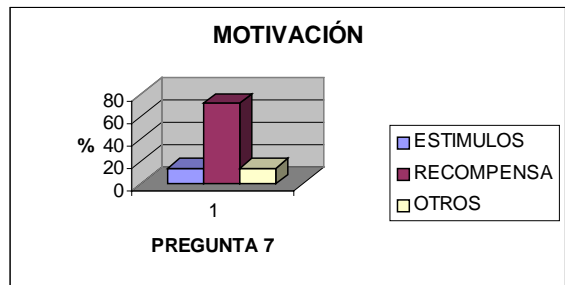 MOTIVACIÓN
80
60
40
20
0
%
1
PREGUNTA 7
ESTIMULOS
RECOMPENSA
OTROS